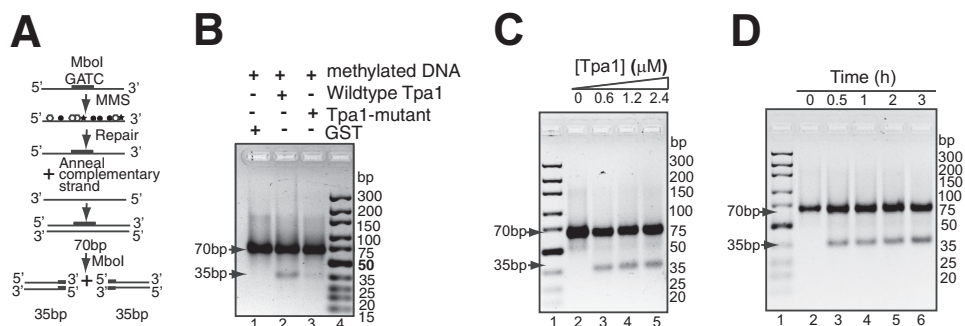 A
MboI
GATC
5' 3'
MMS
5' 3'
Repair
5' 3'
Anneal
+ complementary
strand
3' 5'
5' 3'
3' 5'
70bp
MboI
5' 3' + 5' 3'
3' 5' 3' 5'
35bp 35bp
B
+ + + methylated DNA
- + - Wildtype Tpa1
- - + Tpa1-mutant
+ - - GST
bp
300
200
150
100
75
50
35
25
20
15
70bp
35bp
1 2 3 4
C
[Tpa1] (μM)
0 0.6 1.2 2.4
bp
300
200
150
100
75
50
35
25
20
70bp
35bp
1 2 3 4 5
D
Time (h)
0 0.5 1 2 3
bp
300
200
150
100
75
50
35
25
20
70bp
35bp
1 2 3 4 5 6